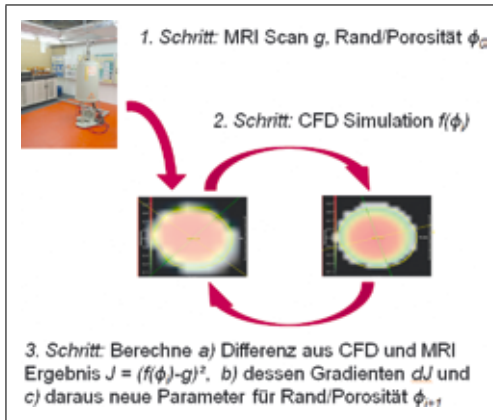 1. Schritt: MRI Scan g, Rand/Porosität ϕ₀
2. Schritt: CFD Simulation f(ϕᵢ)
3. Schritt: Berechne a) Differenz aus CFD und MRI
Ergebnis J = (f(ϕᵢ)-g)², b) dessen Gradienten dJ und
c) daraus neue Parameter für Rand/Porosität ϕᵢ₊₁